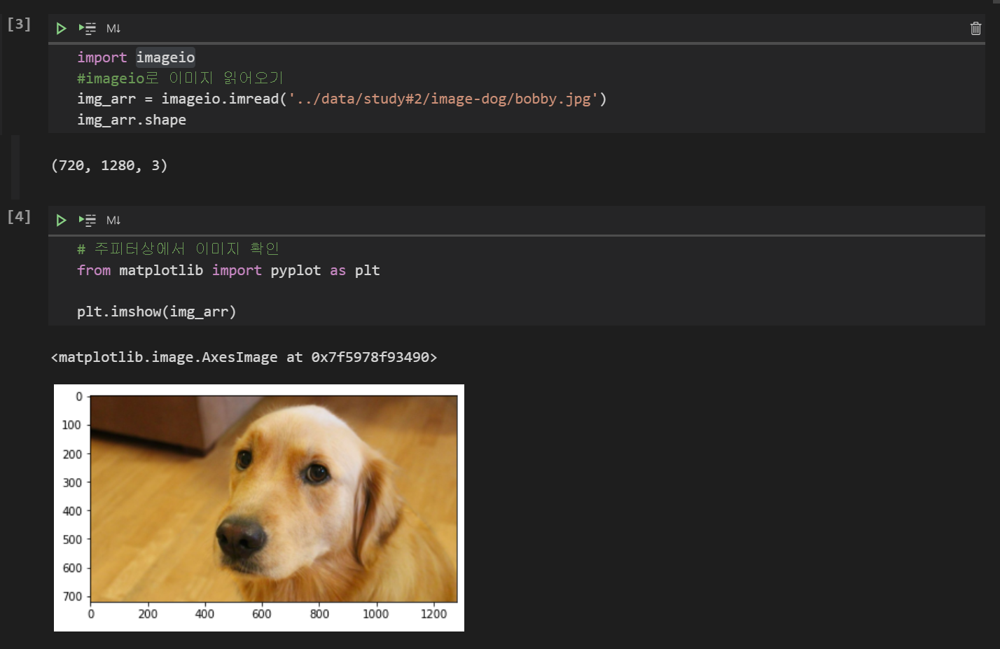 [3]
M↓
import imageio
#imageio로 이미지 읽어오기
img_arr = imageio.imread('../data/study#2/image-dog/bobby.jpg')
img_arr.shape
(720, 1280, 3)
[4]
M↓
# 주피터상에서 이미지 확인
from matplotlib import pyplot as plt
plt.imshow(img_arr)
<matplotlib.image.AxesImage at 0x7f5978f93490>
0
100
200
300
400
500
600
700
0 200 400 600 800 1000 1200